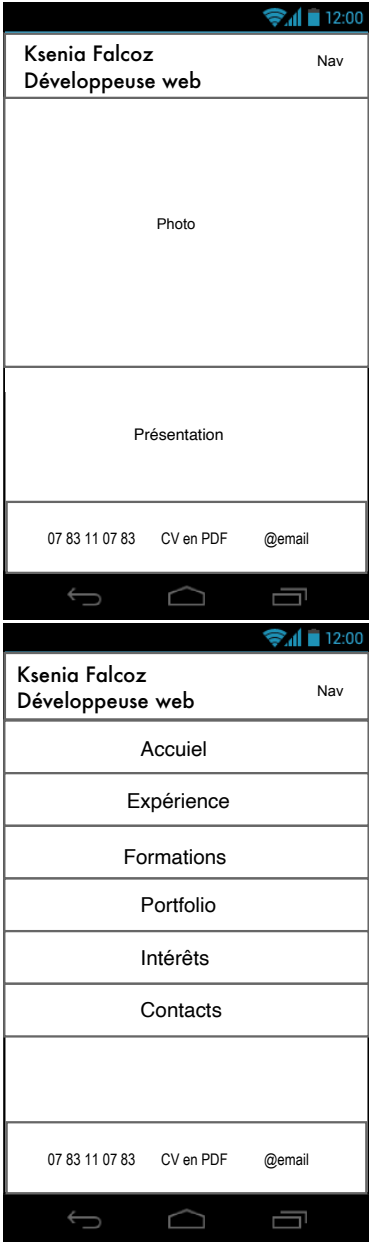 12:00
Ksenia Falcoz
Développeuse web
Nav
Photo
Présentation
07 83 11 07 83 CV en PDF @email
12:00
Ksenia Falcoz
Développeuse web
Nav
Accuiel
Expérience
Formations
Portfolio
Intérêts
Contacts
07 83 11 07 83 CV en PDF @email